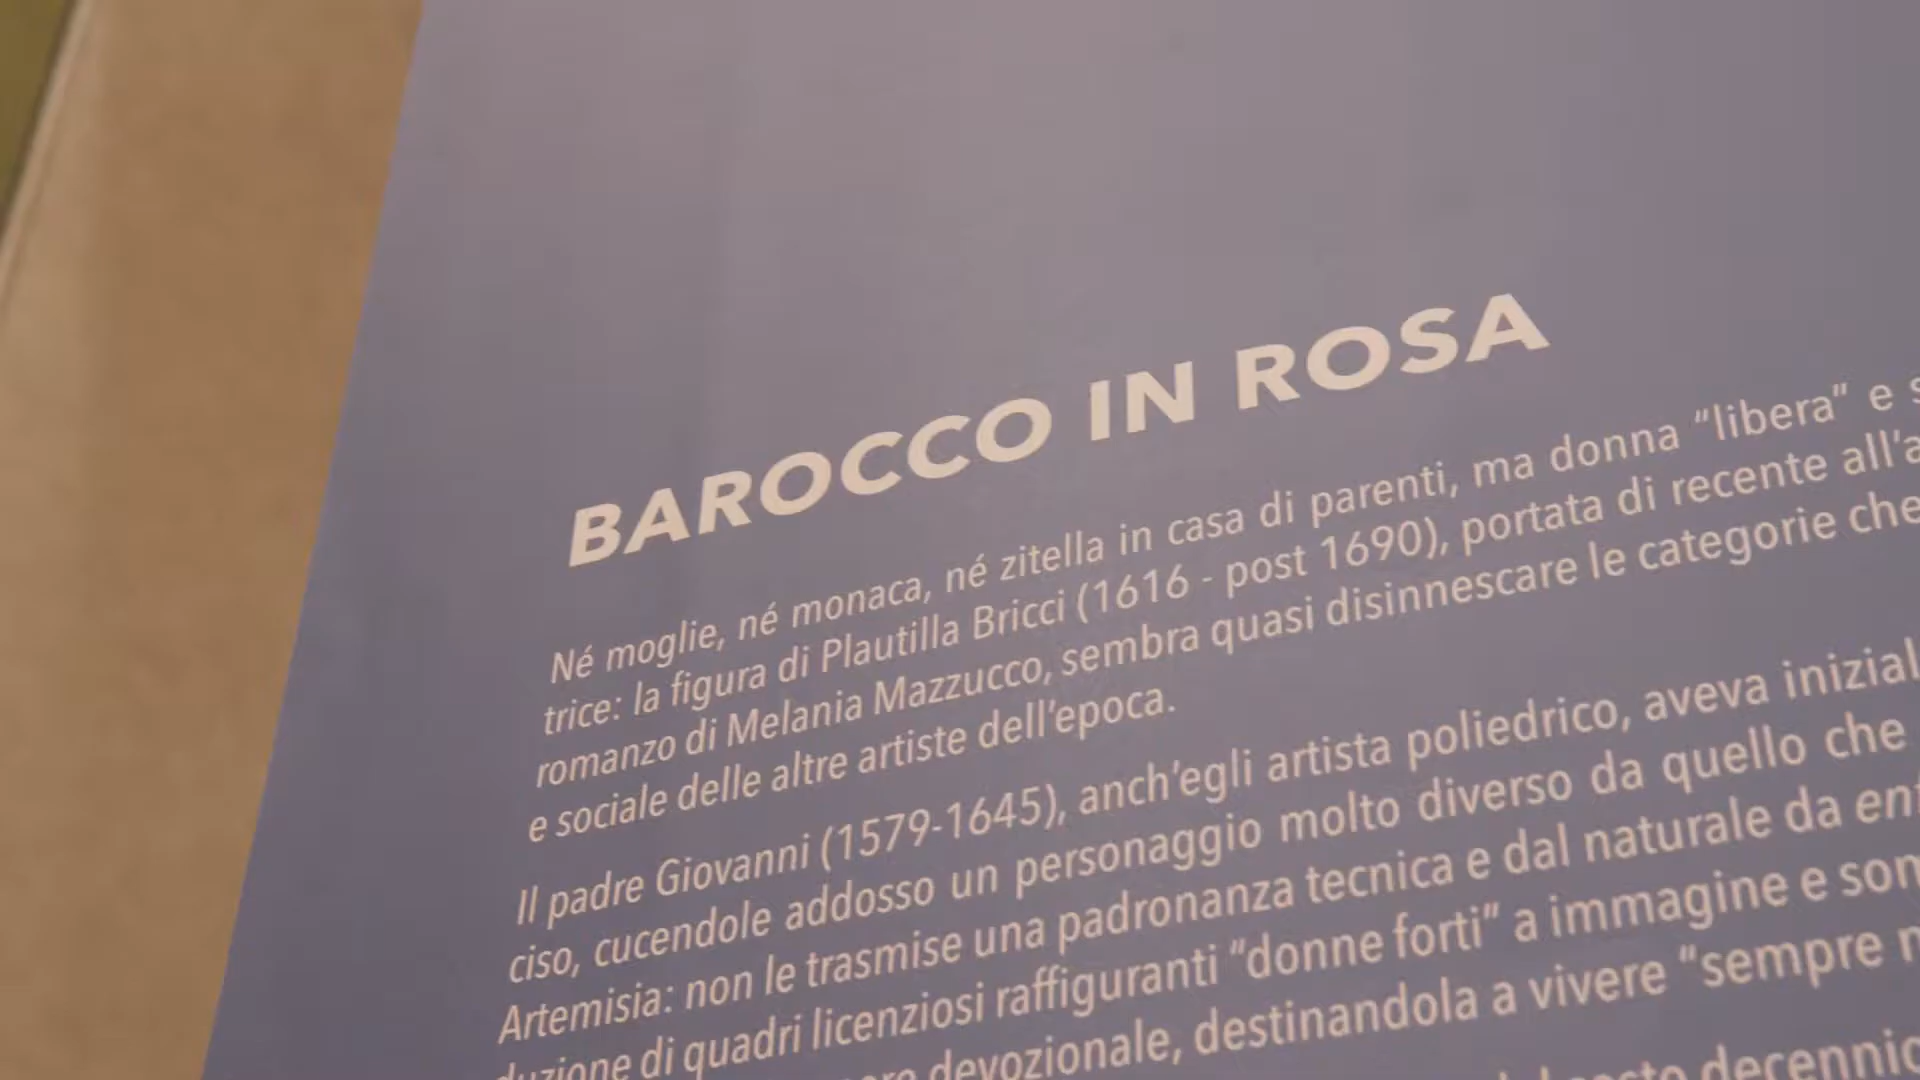 BAROCCO IN ROSA
Né moglie, né monaca, né zitella in casa di parenti, ma donna “libera” e
trice: la figura di Plautilla Bricci (1616 - post 1690), portata di recente
romanzo di Melania Mazzucco, sembra quasi disinnescare le categorie che
e sociale delle altre artiste dell’epoca.
Il padre Giovanni (1579-1645), anch’egli artista poliedrico, aveva
ciso, cucendole addosso un personaggio molto diverso da quello che
Artemisia: non le trasmise una padronanza tecnica e dal naturale da
duzione di quadri licenziosi raffiguranti “donne forti” a immagine e
devozionale, destinandola a vivere “sempre
decennio